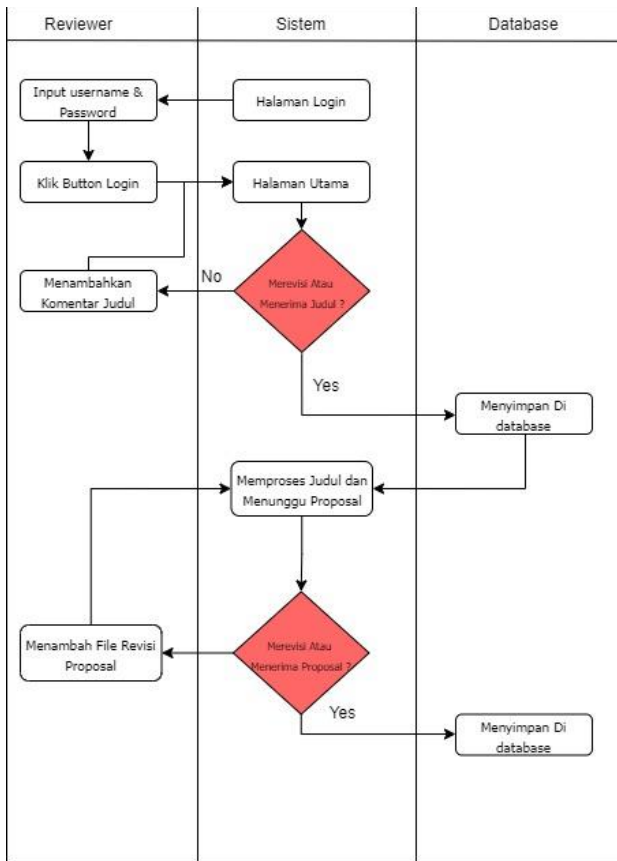 Reviewer
Sistem
Database
Input username &
Password
Halaman Login
Klik Button Login
Halaman Utama
Menambahkan
Komentar Judul
No
Merevisi Atau
Menerima Judul ?
Yes
Menyimpan Di
database
Memproses Judul dan
Menunggu Proposal
Menambah File Revisi
Proposal
Merevisi Atau
Menerima Proposal ?
Yes
Menyimpan Di
database